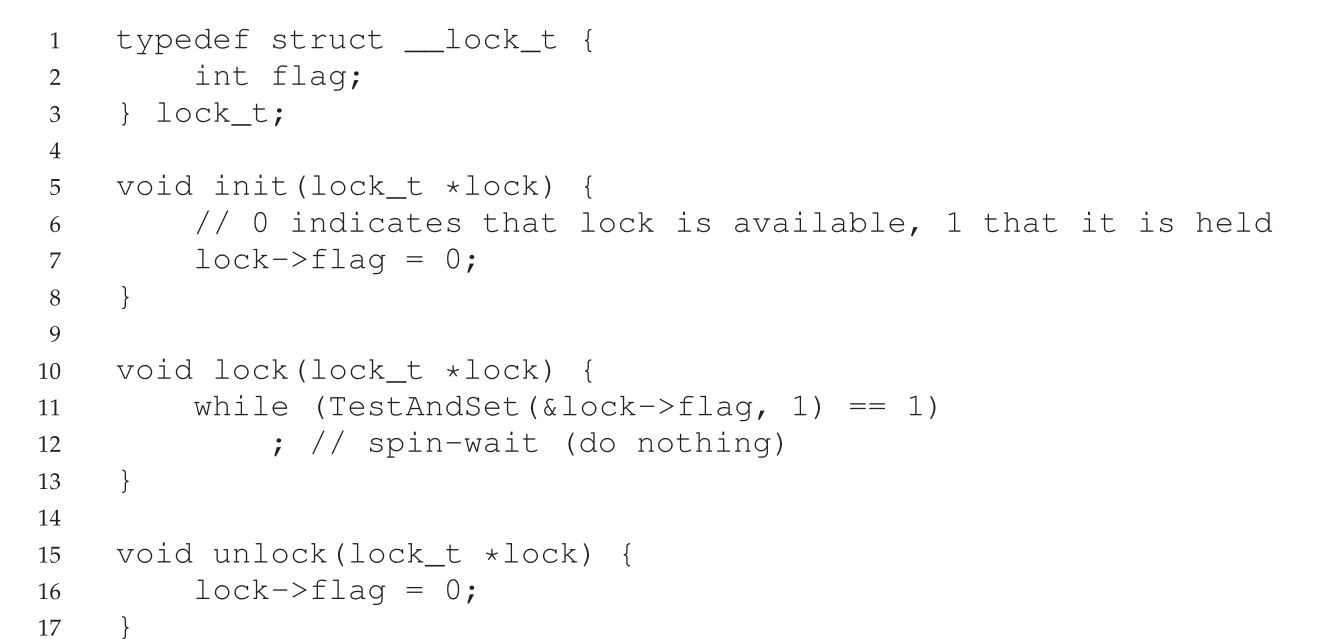 1 typedef struct __lock_t {
2 int flag;
3 } lock_t;
4
5 void init(lock_t *lock) {
6 // 0 indicates that lock is available, 1 that it is held
7 lock->flag = 0;
8 }
9
10 void lock(lock_t *lock) {
11 while (TestAndSet(&lock->flag, 1) == 1)
12 ; // spin-wait (do nothing)
13 }
14
15 void unlock(lock_t *lock) {
16 lock->flag = 0;
17 }